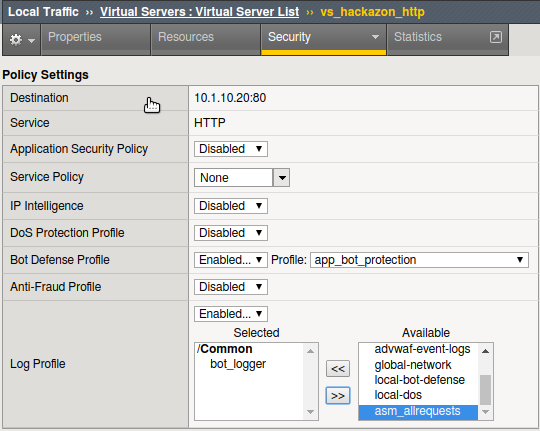 Local Traffic ›› Virtual Servers : Virtual Server List ›› vs_hackazon_http
Properties Resources Security Statistics
Policy Settings
Destination 10.1.10.20:80
Service HTTP
Application Security Policy Disabled
Service Policy None
IP Intelligence Disabled
DoS Protection Profile Disabled
Bot Defense Profile Enabled... Profile: app_bot_protection
Anti-Fraud Profile Disabled
Log Profile Enabled...
Selected Available
/Common
bot_logger
<<
>>
advwaf-event-logs
global-network
local-bot-defense
local-dos
asm_allrequests